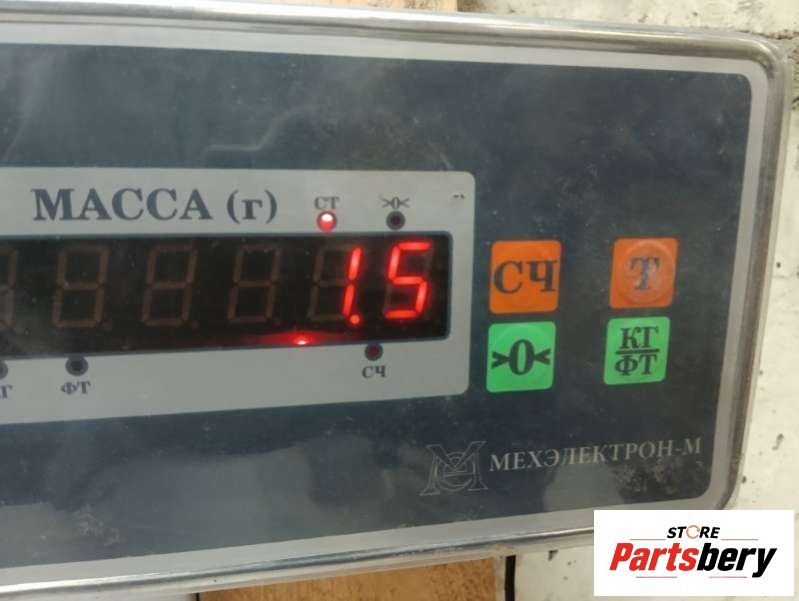 МАССА (г)
СТ
>0<
1.5
СЧ
Т
>0<
КГ
ФТ
ФТ
СЧ
МЕХЭЛЕКТРОН-М
STORE
Partsbery